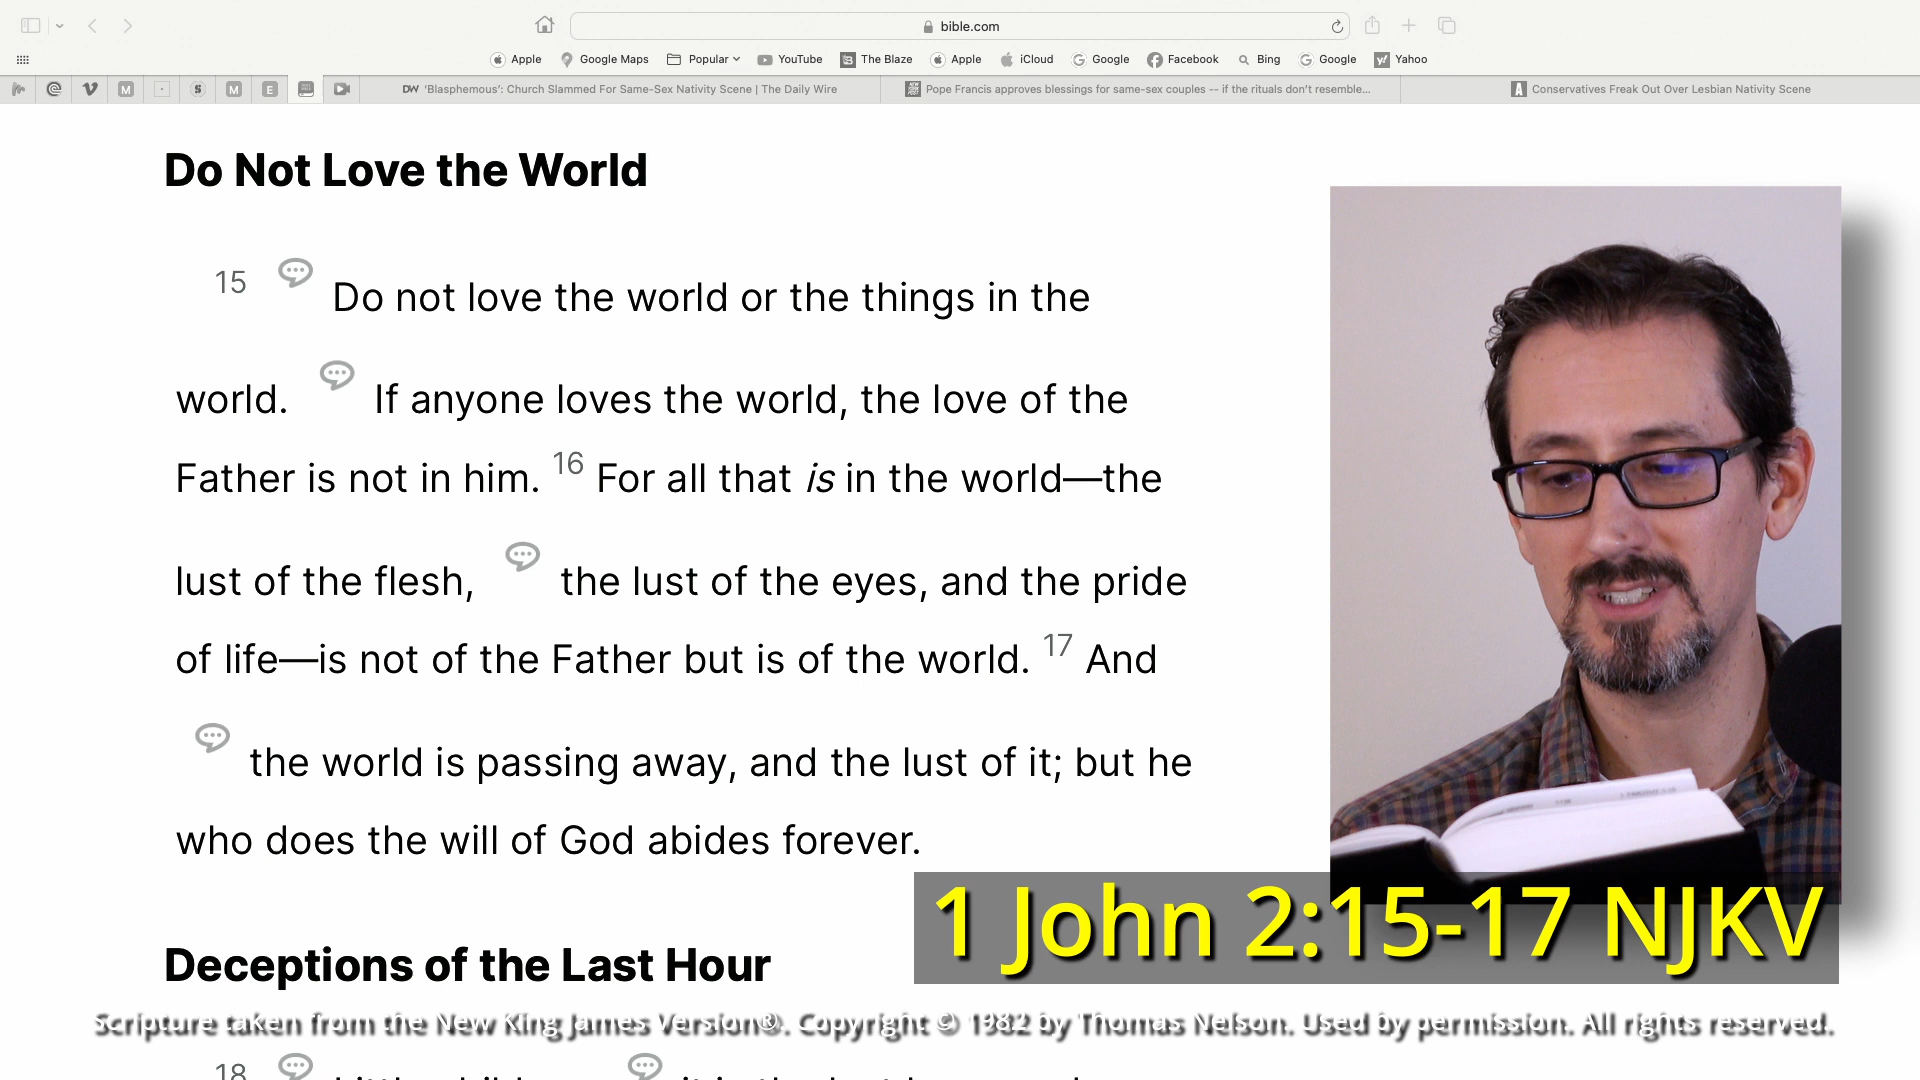 bible.com
Apple Google Maps Popular YouTube The Blaze Apple iCloud Google Facebook Bing Google Yahoo
DW 'Blasphemous': Church Slammed For Same-Sex Nativity Scene | The Daily Wire
Pope Francis approves blessings for same-sex couples -- if the rituals don't resemble...
A Conservatives Freak Out Over Lesbian Nativity Scene
Do Not Love the World
15 Do not love the world or the things in the
world. If anyone loves the world, the love of the
Father is not in him. 16 For all that is in the world—the
lust of the flesh, the lust of the eyes, and the pride
of life—is not of the Father but is of the world. 17 And
the world is passing away, and the lust of it; but he
who does the will of God abides forever.
1 John 2:15-17 NJKV
Deceptions of the Last Hour
Scripture taken from the New King James Version®. Copyright © 1982 by Thomas Nelson. Used by permission. All rights reserved.
18